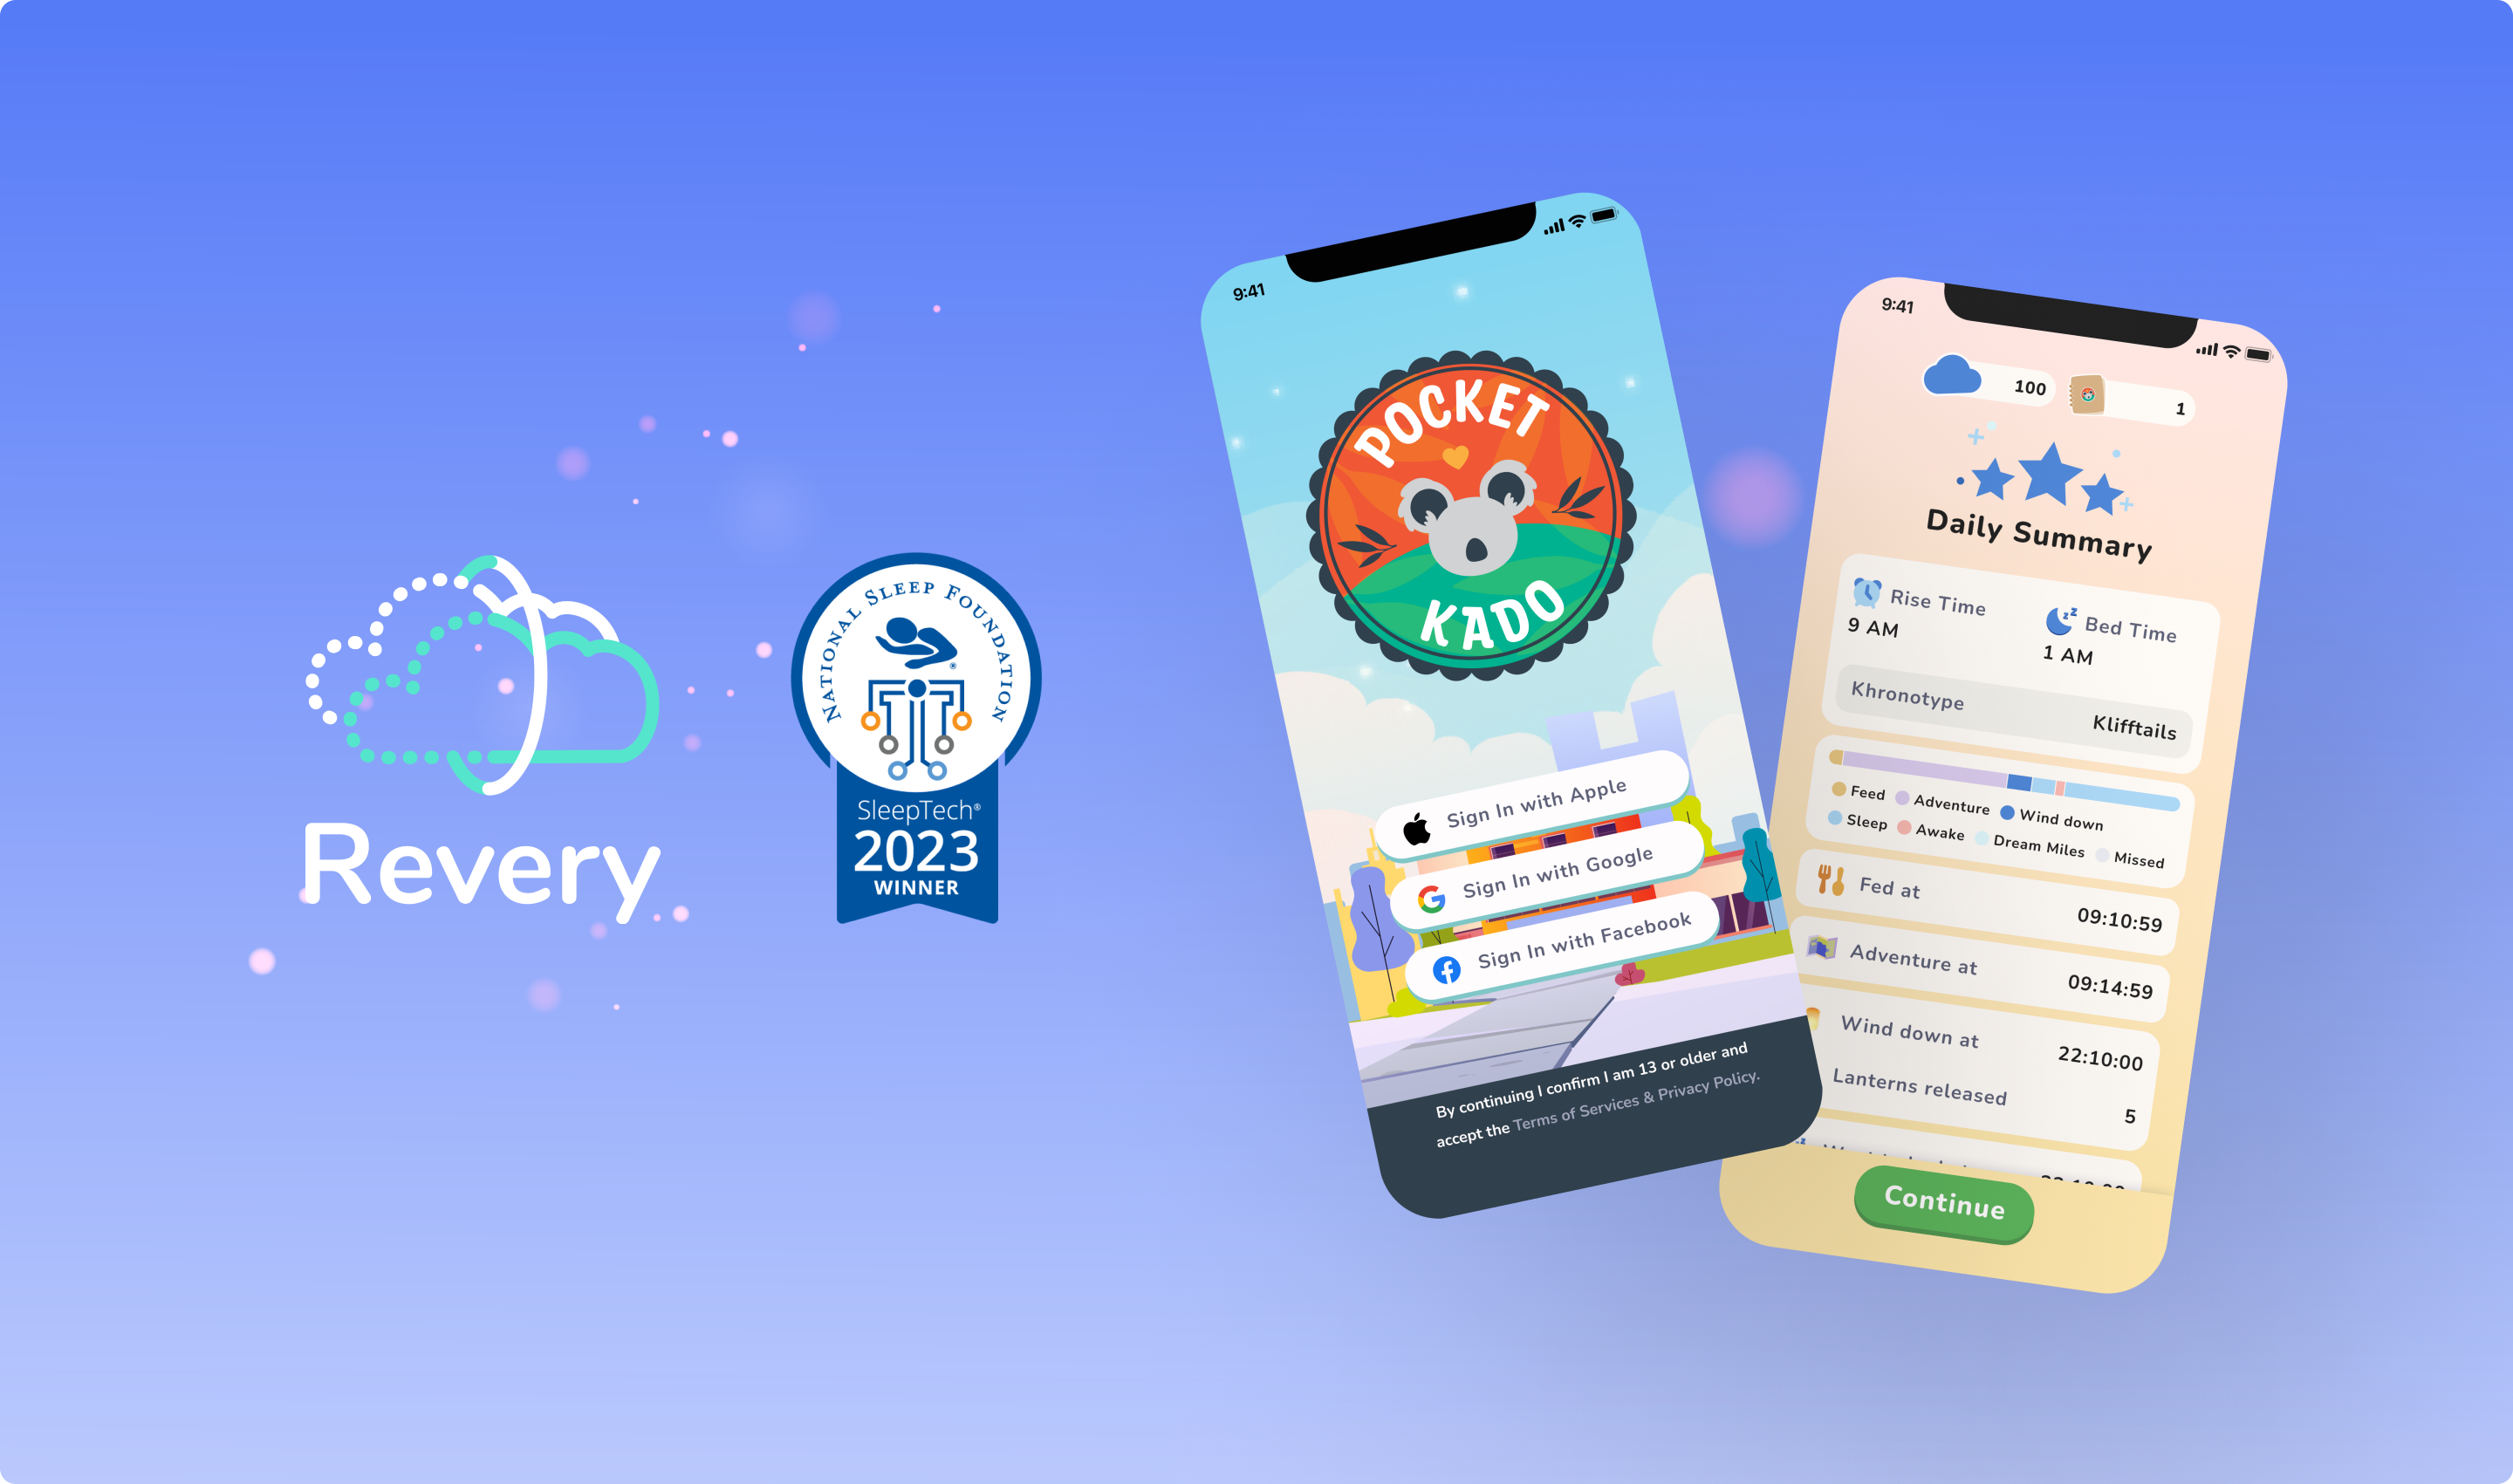 Revery
NATIONAL SLEEP FOUNDATION
®
SleepTech®
2023
WINNER
9:41
POCKET
KADO
Sign In with Apple
Sign In with Google
Sign In with Facebook
By continuing I confirm I am 13 or older and
accept the Terms of Services & Privacy Policy.
9:41
100
1
Daily Summary
Rise Time
9 AM
Bed Time
1 AM
Khronotype Klifftails
Feed Adventure Wind down
Sleep Awake Dream Miles Missed
Fed at 09:10:59
Adventure at 09:14:59
Wind down at 22:10:00
Lanterns released 5
Continue